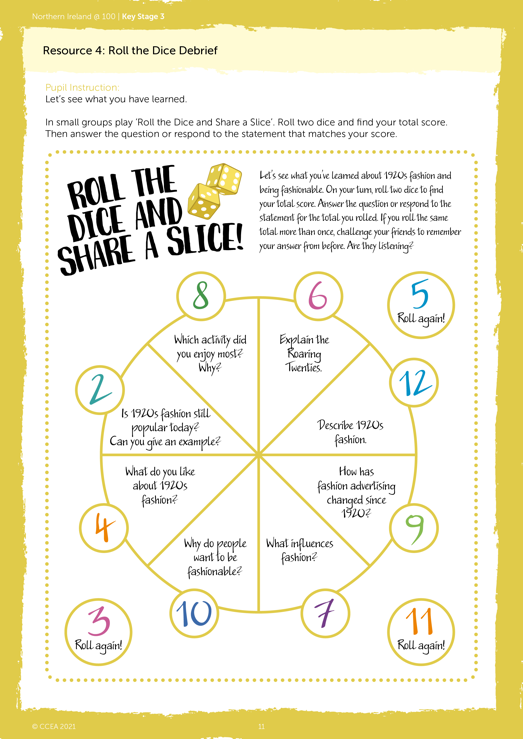 Northern Ireland @ 100 | Key Stage 3
Resource 4: Roll the Dice Debrief
Pupil Instruction:
Let's see what you have learned.
In small groups play 'Roll the Dice and Share a Slice'. Roll two dice and find your total score.
Then answer the question or respond to the statement that matches your score.
ROLL THE
DICE AND
SHARE A SLICE!
Let's see what you've learned about 1920s fashion and
being fashionable. On your turn, roll two dice to find
your total score. Answer the question or respond to the
statement for the total you rolled. If you roll the same
total more than once, challenge your friends to remember
your answer from before. Are they listening?
8
Which activity did
you enjoy most?
Why?
6
Explain the
Roaring
Twenties.
5
Roll again!
2
Is 1920s fashion still
popular today?
Can you give an example?
12
Describe 1920s
fashion.
4
What do you like
about 1920s
fashion?
9
How has
fashion advertising
changed since
1920?
10
Why do people
want to be
fashionable?
7
What influences
fashion?
3
Roll again!
11
Roll again!
© CCEA 2021
13